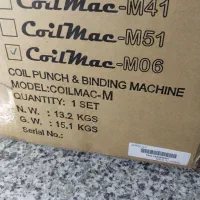 CoilMac-M41
CoilMac-M51
CoilMac-M06
COIL PUNCH & BINDING MACHINE
MODEL:COILMAC-M
QUANTITY: 1 SET
N. W. : 13.2 KGS
G. W. : 15.1 KGS
Serial No.: